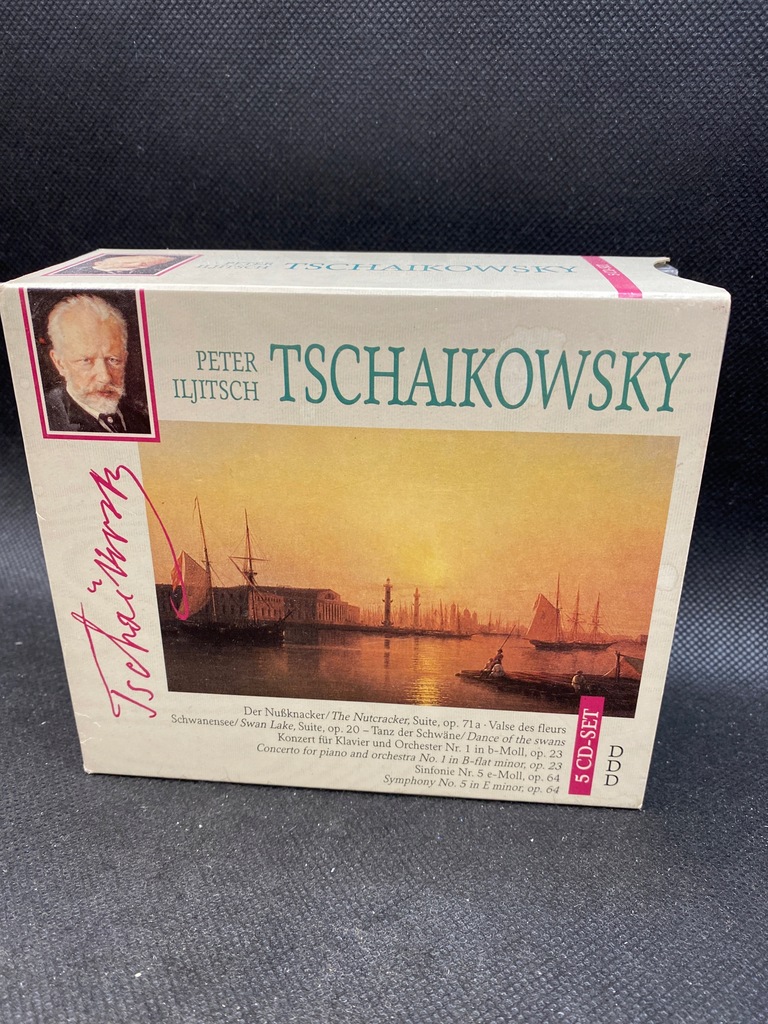 PETER
ILJITSCH
TSCHAIKOWSKY
PETER
ILJITSCH
TSCHAIKOWSKY
Tschaikowsky
Der Nußknacker/The Nutcracker, Suite, op. 71a · Valse des fleurs
Schwanensee/Swan Lake, Suite, op. 20 – Tanz der Schwäne/Dance of the swans
Konzert für Klavier und Orchester Nr. 1 in b-Moll, op. 23
Concerto for piano and orchestra No. 1 in B-flat minor, op. 23
Sinfonie Nr. 5 e-Moll, op. 64
Symphony No. 5 in E minor, op. 64
5 CD-SET
D
D
D